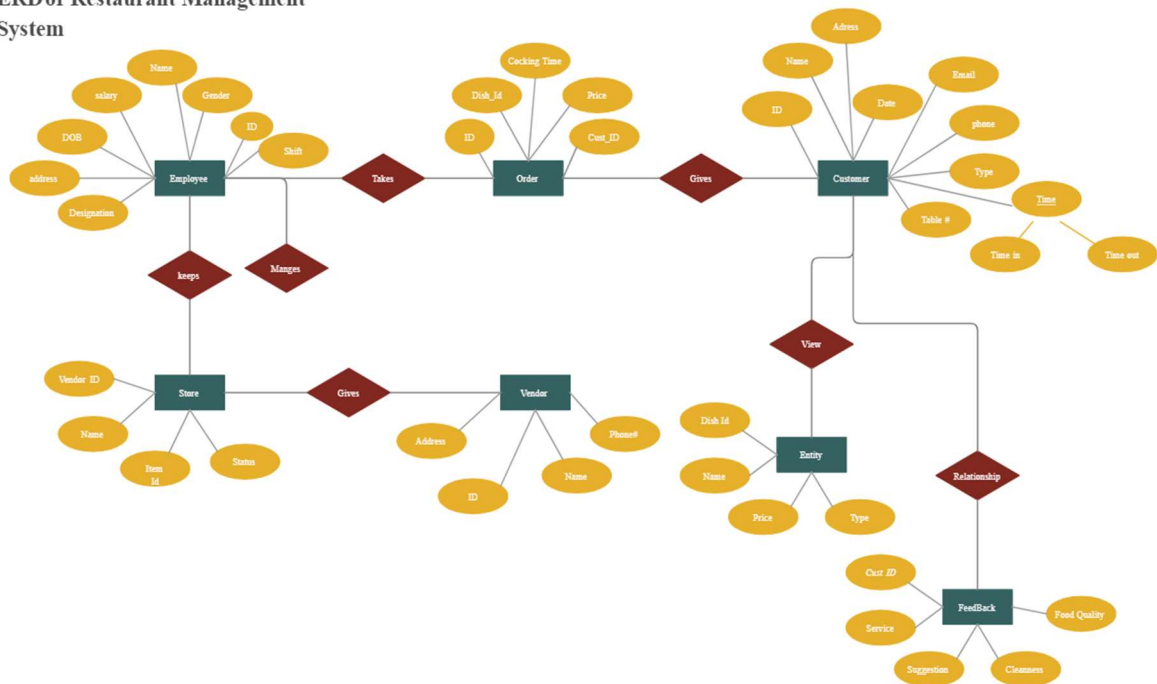 ERD of Restaurant Management
System
Adress
Name
Cocking Time
Name
Email
salary
Gender
Dish_Id
Price
Date
ID
phone
ID
DOB
ID
Cust_ID
Shift
Type
address
Employee
Takes
Order
Gives
Customer
Time
Designation
Table #
Time in
Time out
keeps
Manges
View
Vendor ID
Store
Gives
Vendor
Dish Id
Name
Address
Phone#
Status
Entity
Item
Id
Name
Name
Relationship
ID
Price
Type
Cust ID
FeedBack
Food Quality
Service
Suggestion
Cleanness